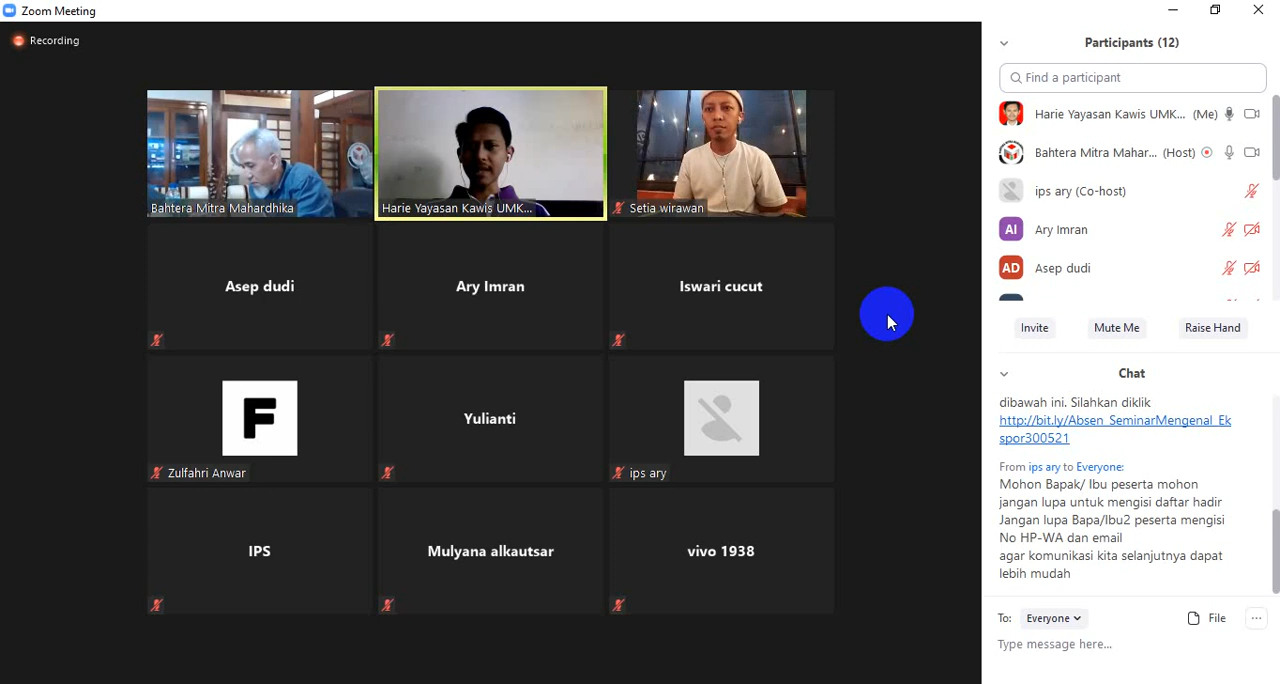 Zoom Meeting
Recording
Bahtera Mitra Mahardhika
Harie Yayasan Kawis UMK...
Setia wirawan
Asep dudi
Ary Imran
Iswari cucut
F
Zulfahri Anwar
Yulianti
ips ary
IPS
Mulyana alkautsar
vivo 1938
Participants (12)
Find a participant
Harie Yayasan Kawis UMK... (Me)
Bahtera Mitra Mahar... (Host)
ips ary (Co-host)
AI Ary Imran
AD Asep dudi
Invite Mute Me Raise Hand
Chat
dibawah ini. Silahkan diklik
http://bit.ly/Absen_SeminarMengenal_Ek
spor300521
From ips ary to Everyone:
Mohon Bapak/ Ibu peserta mohon
jangan lupa untuk mengisi daftar hadir
Jangan lupa Bapa/Ibu2 peserta mengisi
No HP-WA dan email
agar komunikasi kita selanjutnya dapat
lebih mudah
To: Everyone File ...
Type message here...